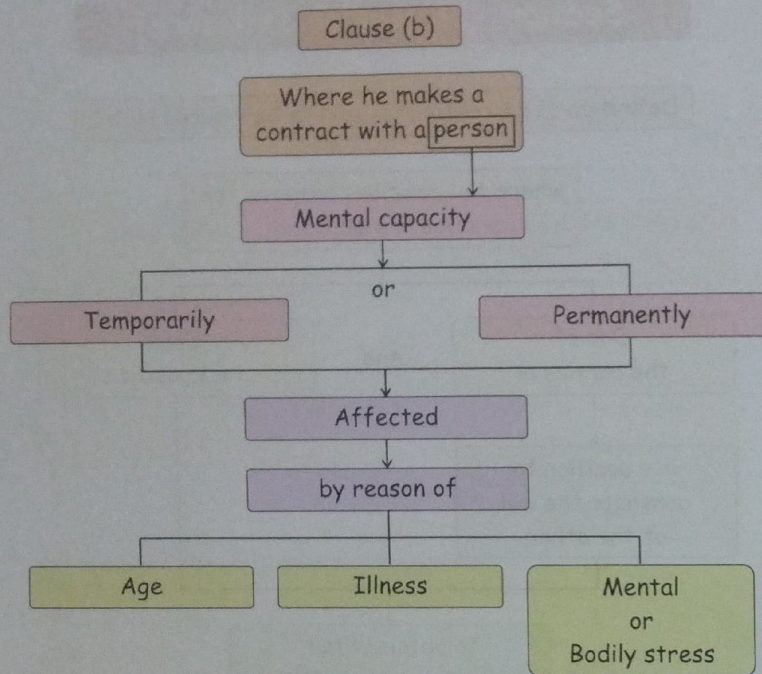 Clause (b)
Where he makes a
contract with a person
Mental capacity
or
Temporarily
Permanently
Affected
by reason of
Age
Illness
Mental
or
Bodily stress